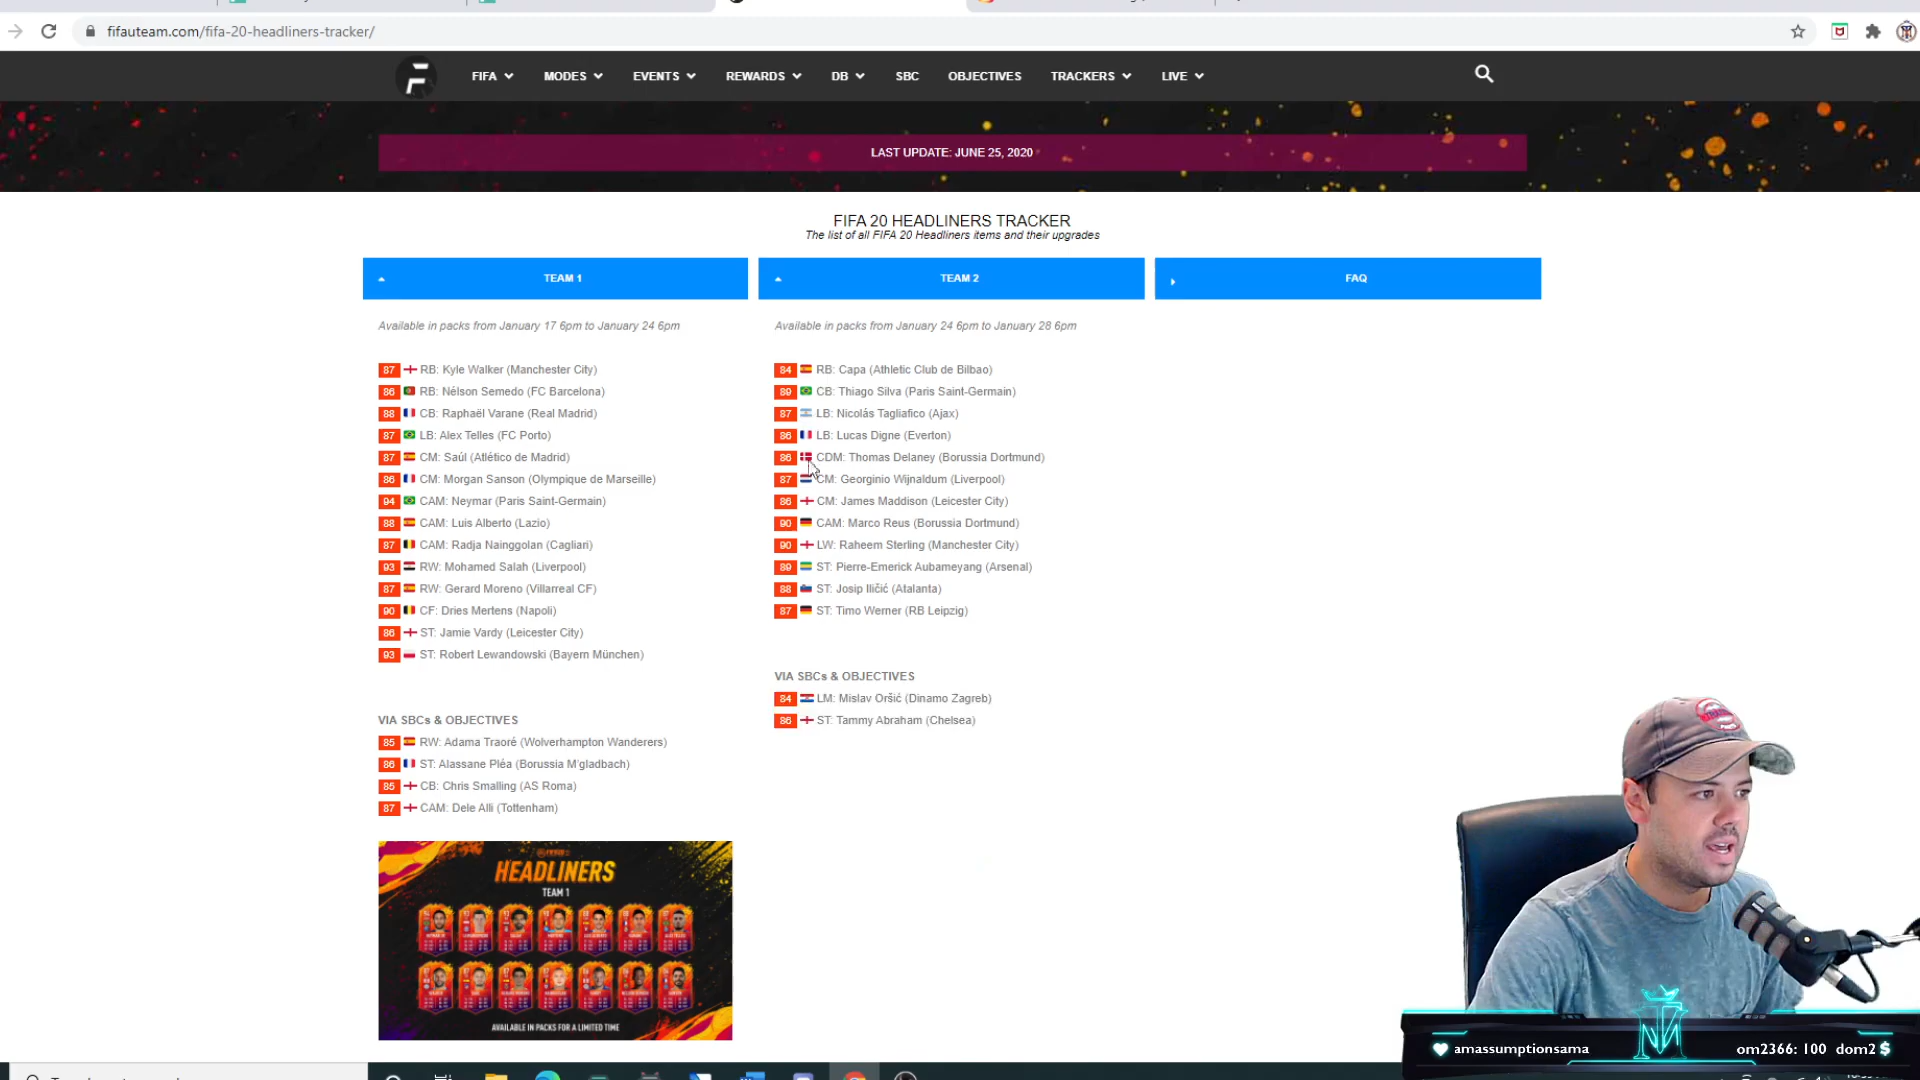 fifauteam.com/fifa-20-headliners-tracker/
FIFA MODES EVENTS REWARDS DB SBC OBJECTIVES TRACKERS LIVE
LAST UPDATE: JUNE 25, 2020
FIFA 20 HEADLINERS TRACKER
The list of all FIFA 20 Headliners items and their upgrades
TEAM 1
Available in packs from January 17 6pm to January 24 6pm
87 RB: Kyle Walker (Manchester City)
86 RB: Nélson Semedo (FC Barcelona)
88 CB: Raphaël Varane (Real Madrid)
87 LB: Alex Telles (FC Porto)
87 CM: Saúl (Atlético de Madrid)
86 CM: Morgan Sanson (Olympique de Marseille)
94 CAM: Neymar (Paris Saint-Germain)
88 CAM: Luis Alberto (Lazio)
87 CAM: Radja Nainggolan (Cagliari)
93 RW: Mohamed Salah (Liverpool)
87 RW: Gerard Moreno (Villarreal CF)
90 CF: Dries Mertens (Napoli)
86 ST: Jamie Vardy (Leicester City)
93 ST: Robert Lewandowski (Bayern München)
VIA SBCs & OBJECTIVES
85 RW: Adama Traoré (Wolverhampton Wanderers)
86 ST: Alassane Pléa (Borussia M'gladbach)
85 CB: Chris Smalling (AS Roma)
87 CAM: Dele Alli (Tottenham)
HEADLINERS
TEAM 1
AVAILABLE IN PACKS FOR A LIMITED TIME
TEAM 2
Available in packs from January 24 6pm to January 28 6pm
84 RB: Capa (Athletic Club de Bilbao)
89 CB: Thiago Silva (Paris Saint-Germain)
87 LB: Nicolás Tagliafico (Ajax)
86 LB: Lucas Digne (Everton)
86 CDM: Thomas Delaney (Borussia Dortmund)
87 CM: Georginio Wijnaldum (Liverpool)
86 CM: James Maddison (Leicester City)
90 CAM: Marco Reus (Borussia Dortmund)
90 LW: Raheem Sterling (Manchester City)
89 ST: Pierre-Emerick Aubameyang (Arsenal)
88 ST: Josip Iličić (Atalanta)
87 ST: Timo Werner (RB Leipzig)
VIA SBCs & OBJECTIVES
84 LM: Mislav Oršić (Dinamo Zagreb)
86 ST: Tammy Abraham (Chelsea)
FAQ
amassumptionsama
om2366: 100 dom2 $